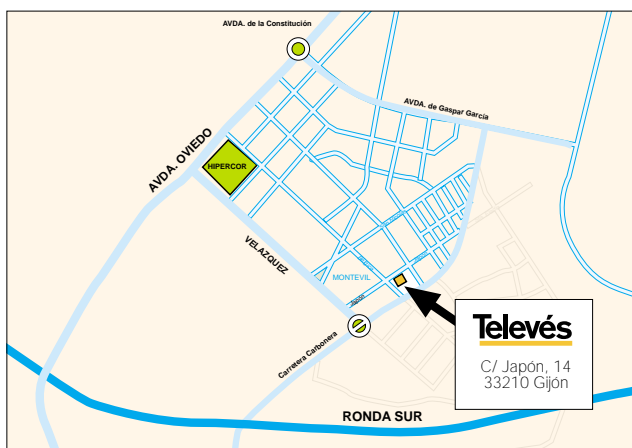 AVDA. de la Constitución
AVDA. de Gaspar García
AVDA. OVIEDO
HIPERCOR
VELAZQUEZ
MONTEVIL
Japón
Carretera Carbonera
Televés
C/ Japón, 14
33210 Gijón
RONDA SUR